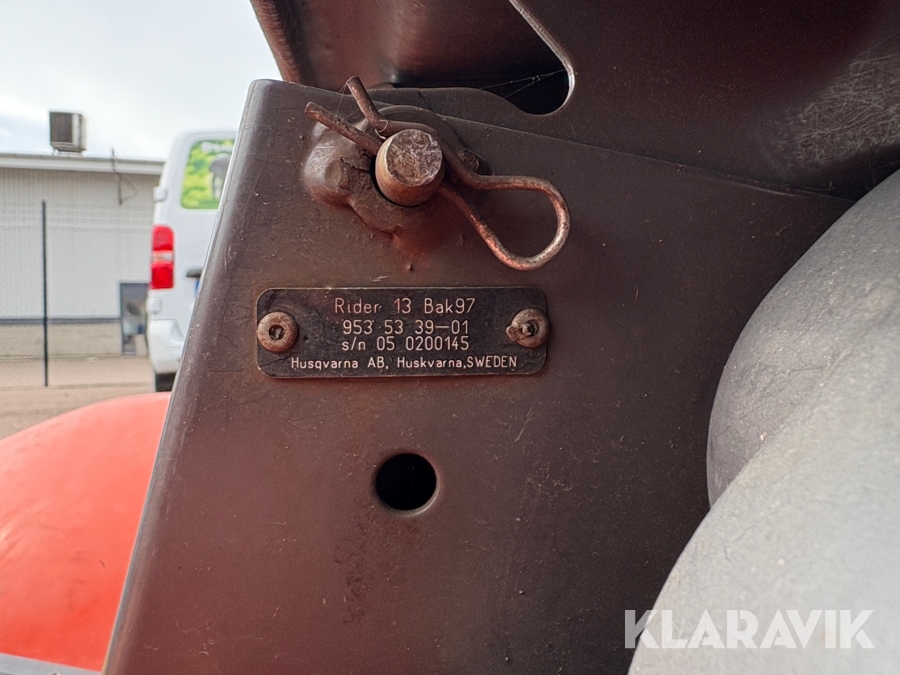 Rider 13 Bak97
953 53 39-01
s/n 05 0200145
Husqvarna AB, Huskvarna,SWEDEN
KLARAVIK